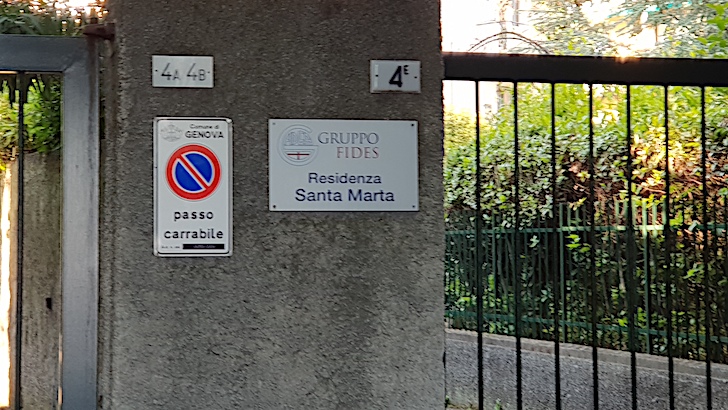 4A 4B
4E
Comune di
GENOVA
passo
carrabile
GRUPPO
FIDES
Residenza
Santa Marta